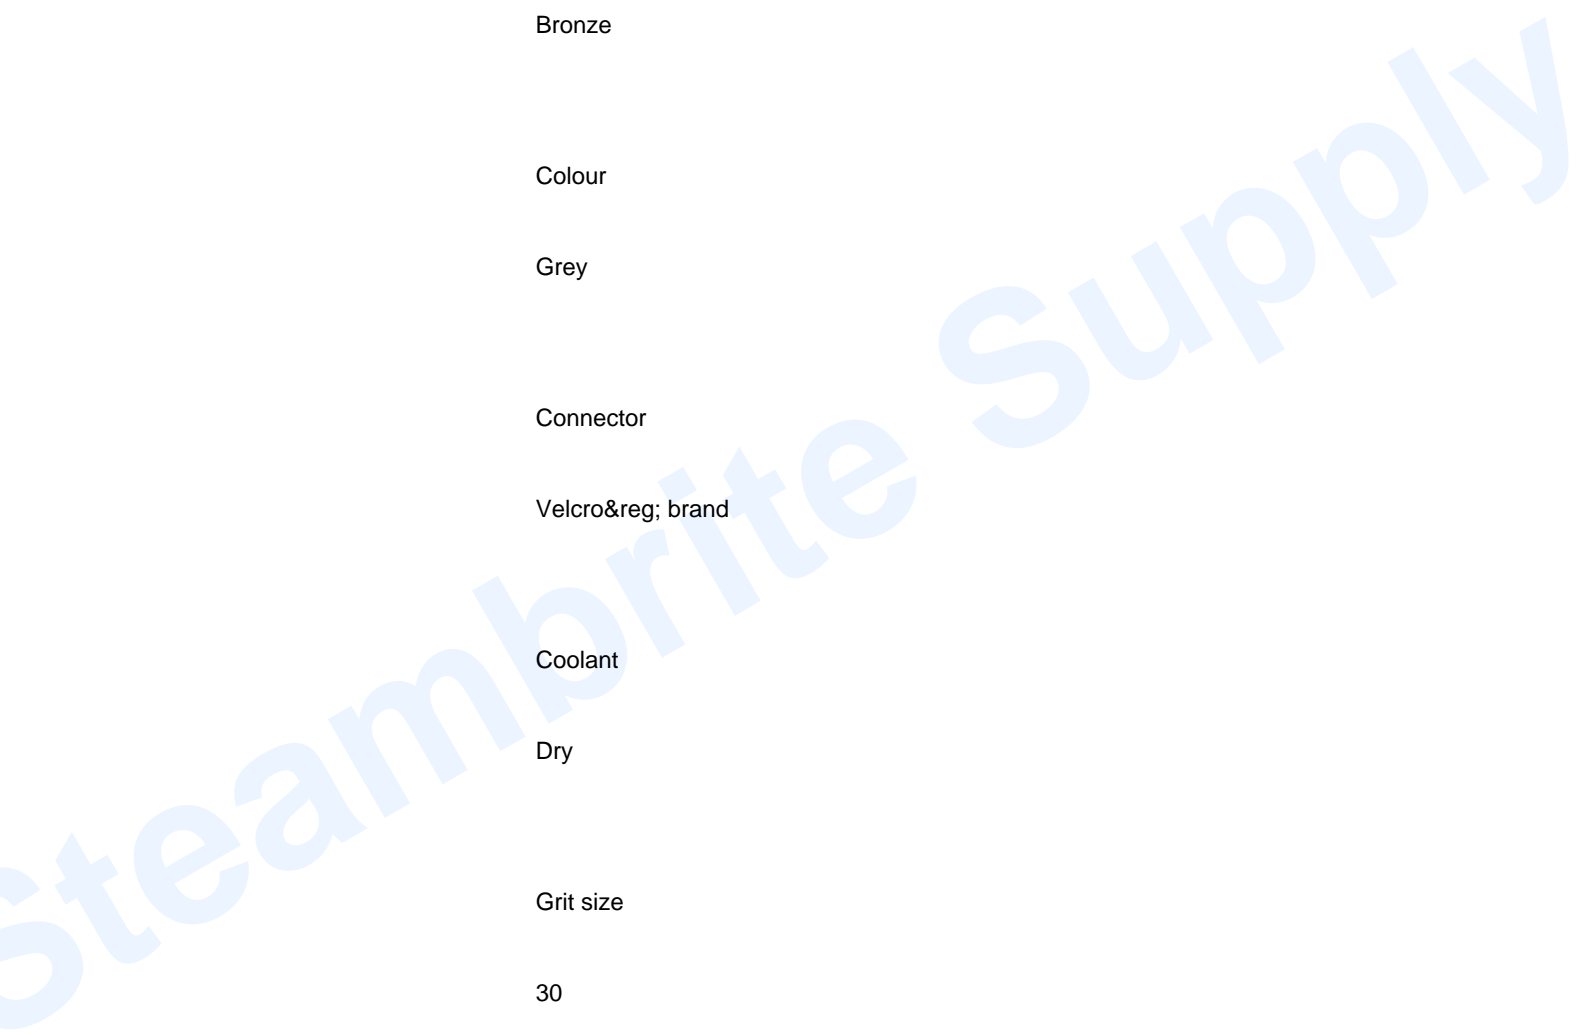 Bronze
Colour
Grey
Connector
Velcro&reg; brand
Coolant
Dry
Grit size
30
Steambrite Supply